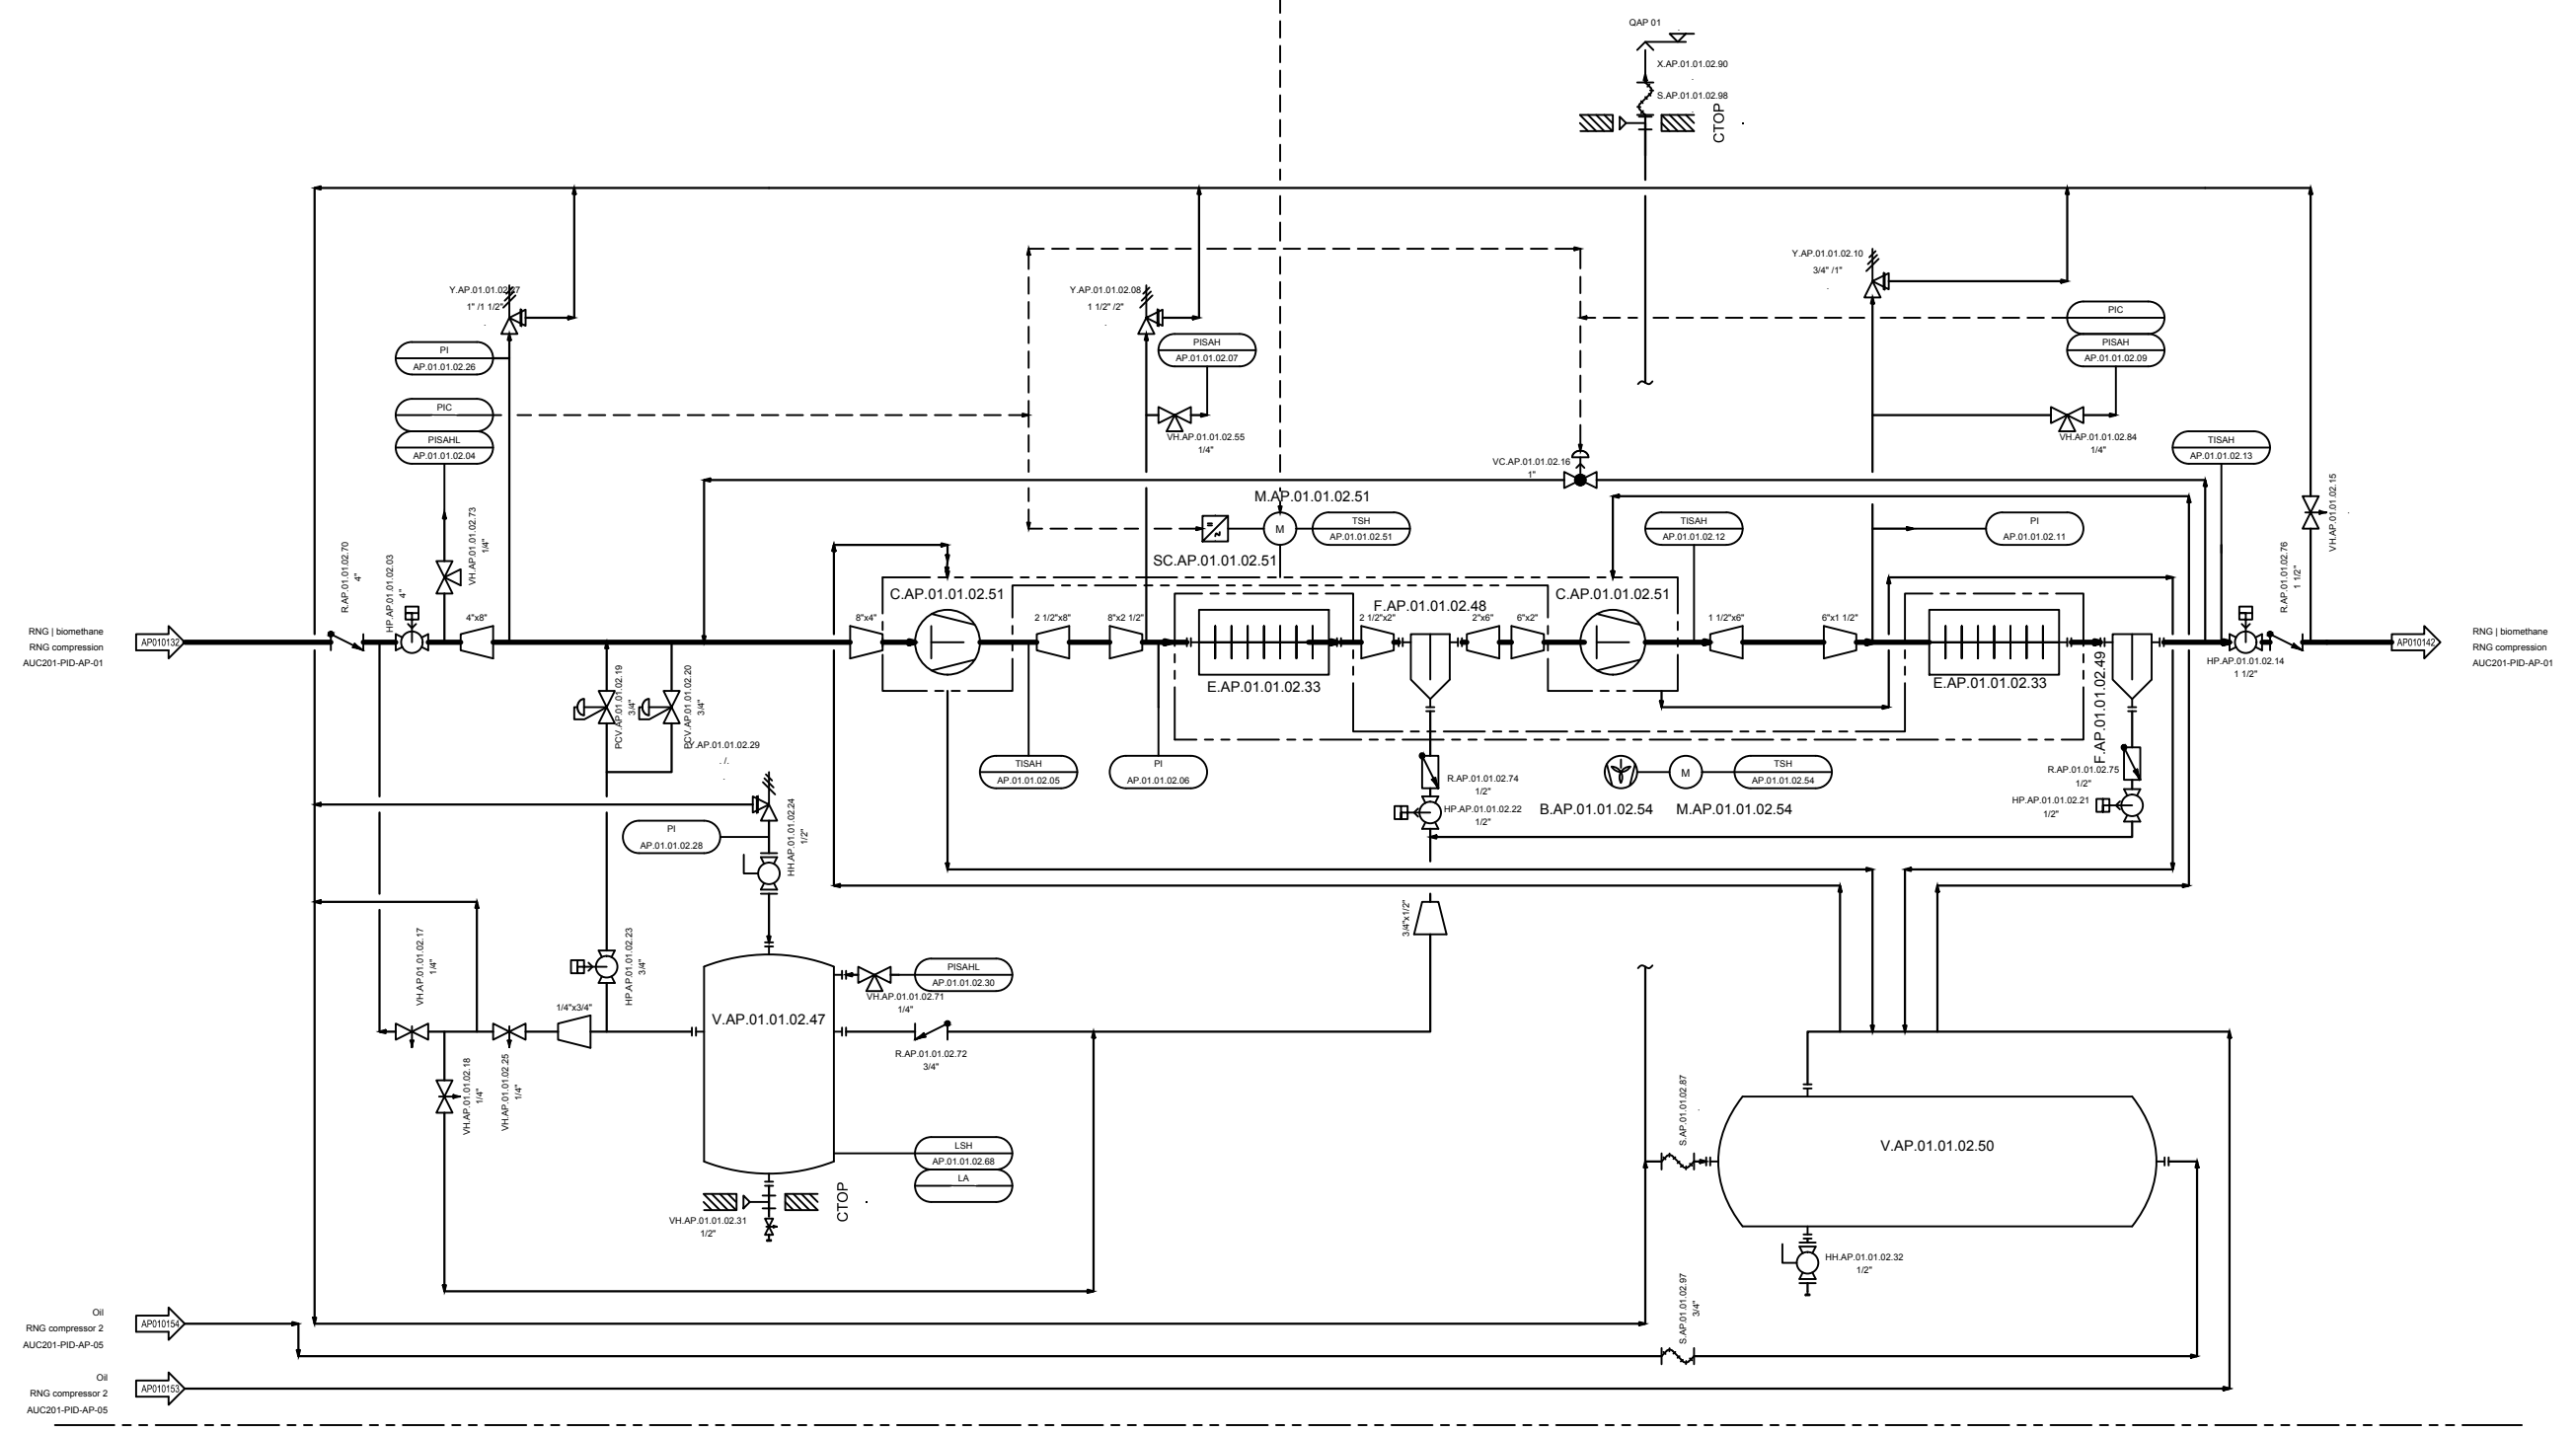 QAP 01
X.AP.01.01.02.90
S.AP.01.01.02.98
CTOP
Y.AP.01.01.02.10
3/4" /1"
1" /1 1/2"
Y.AP.01.01.02.08
1 1/2" /2"
PIC
PISAH
AP.01.01.02.09
PISAH
AP.01.01.02.07
PI
AP.01.01.02.26
PIC
PISAHL
AP.01.01.02.04
VH.AP.01.01.02.55
1/4"
VH.AP.01.01.02.84
1/4"
TISAH
AP.01.01.02.13
VC.AP.01.01.02.16
1"
M.AP.01.01.02.51
M
TSH
AP.01.01.02.51
TISAH
AP.01.01.02.12
PI
AP.01.01.02.11
SC.AP.01.01.02.51
VH.AP.01.01.02.73
1/4"
R.AP.01.01.02.70
4"
HP.AP.01.01.02.03
4"
VH.AP.01.01.02.15
R.AP.01.01.02.76
1 1/2"
C.AP.01.01.02.51
F.AP.01.01.02.48
C.AP.01.01.02.51
4"x8"
8"x4"
2 1/2"x8"
8"x2 1/2"
2 1/2"x2"
2"x6"
6"x2"
1 1/2"x6"
6"x1 1/2"
RNG | biomethane
RNG compression
AUC201-PID-AP-01
AP010132
AP010142
RNG | biomethane
RNG compression
AUC201-PID-AP-01
HP.AP.01.01.02.14
1 1/2"
E.AP.01.01.02.33
E.AP.01.01.02.33
F.AP.01.01.02.49
PCV.AP.01.01.02.19
3/4"
PCV.AP.01.01.02.20
3/4"
Y.AP.01.01.02.29
. /.
TISAH
AP.01.01.02.05
PI
AP.01.01.02.06
R.AP.01.01.02.74
1/2"
HP.AP.01.01.02.22
1/2"
M
TSH
AP.01.01.02.54
B.AP.01.01.02.54
M.AP.01.01.02.54
R.AP.01.01.02.75
1/2"
HP.AP.01.01.02.21
1/2"
PI
AP.01.01.02.28
HH.AP.01.01.02.24
1/2"
3/4"x1/2"
VH.AP.01.01.02.17
1/4"
HP.AP.01.01.02.23
3/4"
1/4"x3/4"
PISAHL
AP.01.01.02.30
VH.AP.01.01.02.71
1/4"
V.AP.01.01.02.47
R.AP.01.01.02.72
3/4"
VH.AP.01.01.02.18
1/4"
VH.AP.01.01.02.25
1/4"
LSH
AP.01.01.02.68
LA
CTOP
VH.AP.01.01.02.31
1/2"
S.AP.01.01.02.87
V.AP.01.01.02.50
HH.AP.01.01.02.32
1/2"
S.AP.01.01.02.97
3/4"
Oil
RNG compressor 2
AUC201-PID-AP-05
AP010154
Oil
RNG compressor 2
AUC201-PID-AP-05
AP010153